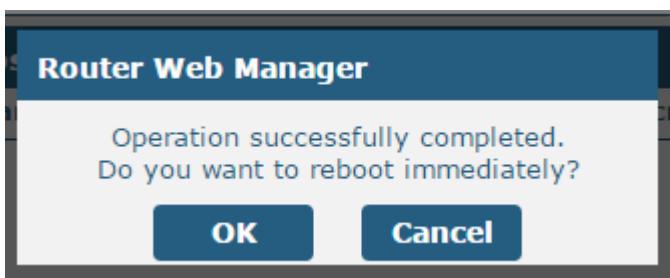 Router Web Manager
Operation successfully completed.
Do you want to reboot immediately?
OK Cancel